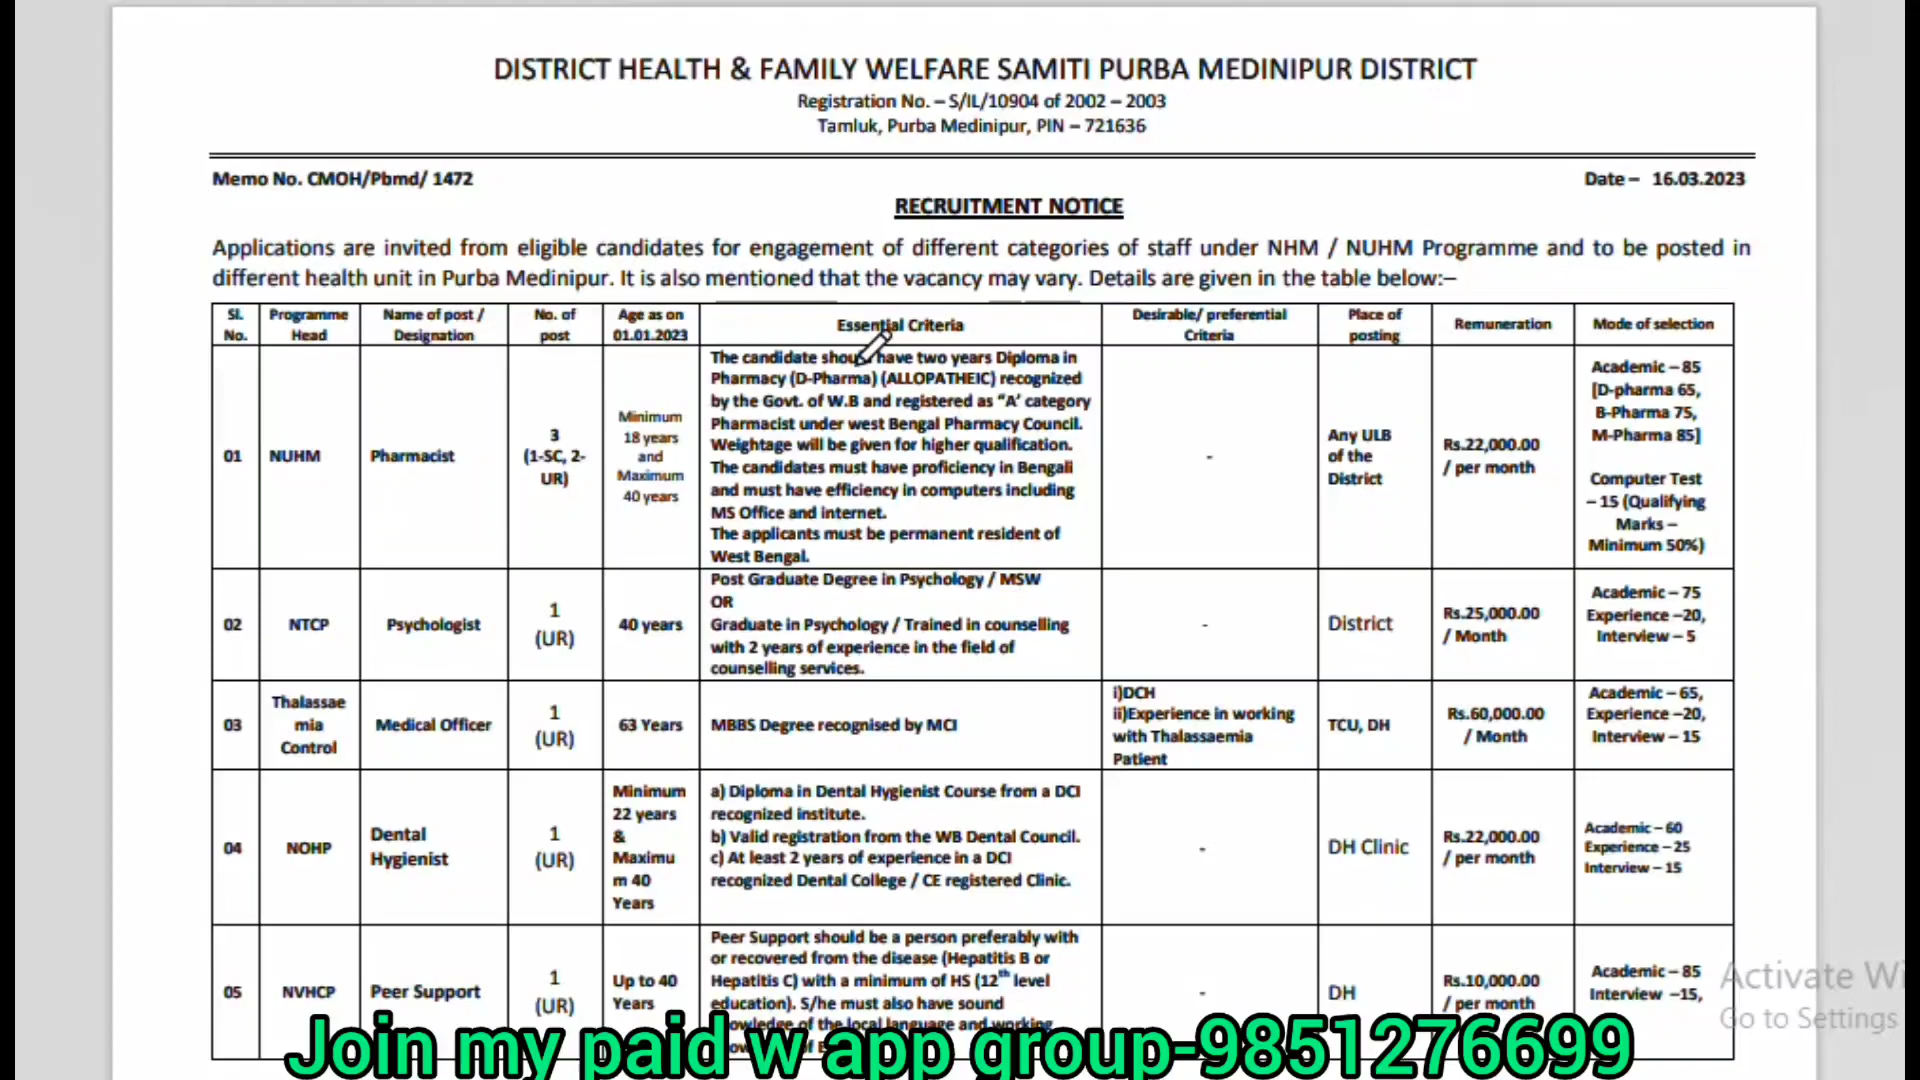 DISTRICT HEALTH & FAMILY WELFARE SAMITI PURBA MEDINIPUR DISTRICT
Registration No. – S/IL/10904 of 2002 – 2003
Tamluk, Purba Medinipur, PIN – 721636
Memo No. CMOH/Pbmd/ 1472
Date – 16.03.2023
RECRUITMENT NOTICE
Applications are invited from eligible candidates for engagement of different categories of staff under NHM / NUHM Programme and to be posted in
different health unit in Purba Medinipur. It is also mentioned that the vacancy may vary. Details are given in the table below:–
Sl. No.
Programme Head
Name of post / Designation
No. of post
Age as on 01.01.2023
Essential Criteria
Desirable/ preferential Criteria
Place of posting
Remuneration
Mode of selection
01
NUHM
Pharmacist
3
(1-SC, 2-
UR)
Minimum
18 years
and
Maximum
40 years
The candidate should have two years Diploma in
Pharmacy (D-Pharma) (ALLOPATHEIC) recognized
by the Govt. of W.B and registered as "A' category
Pharmacist under west Bengal Pharmacy Council.
Weightage will be given for higher qualification.
The candidates must have proficiency in Bengali
and must have efficiency in computers including
MS Office and internet.
The applicants must be permanent resident of
West Bengal.
-
Any ULB
of the
District
Rs.22,000.00
/ per month
Academic – 85
[D-pharma 65,
B-Pharma 75,
M-Pharma 85]
Computer Test
– 15 (Qualifying
Marks –
Minimum 50%)
02
NTCP
Psychologist
1
(UR)
40 years
Post Graduate Degree in Psychology / MSW
OR
Graduate in Psychology / Trained in counselling
with 2 years of experience in the field of
counselling services.
-
District
Rs.25,000.00
/ Month
Academic – 75
Experience –20,
Interview – 5
03
Thalassae
mia
Control
Medical Officer
1
(UR)
63 Years
MBBS Degree recognised by MCI
i)DCH
ii)Experience in working
with Thalassaemia
Patient
TCU, DH
Rs.60,000.00
/ Month
Academic – 65,
Experience –20,
Interview – 15
04
NOHP
Dental
Hygienist
1
(UR)
Minimum
22 years
&
Maximu
m 40
Years
a) Diploma in Dental Hygienist Course from a DCI
recognized institute.
b) Valid registration from the WB Dental Council.
c) At least 2 years of experience in a DCI
recognized Dental College / CE registered Clinic.
-
DH Clinic
Rs.22,000.00
/ per month
Academic – 60
Experience – 25
Interview – 15
05
NVHCP
Peer Support
1
(UR)
Up to 40
Years
Peer Support should be a person preferably with
or recovered from the disease (Hepatitis B or
Hepatitis C) with a minimum of HS (12th level
education). S/he must also have sound
of the local language and working
-
DH
Rs.10,000.00
/ per month
Academic – 85
Interview –15,
Activate Wi
Go to Settings
Join my paid w app group-9851276699